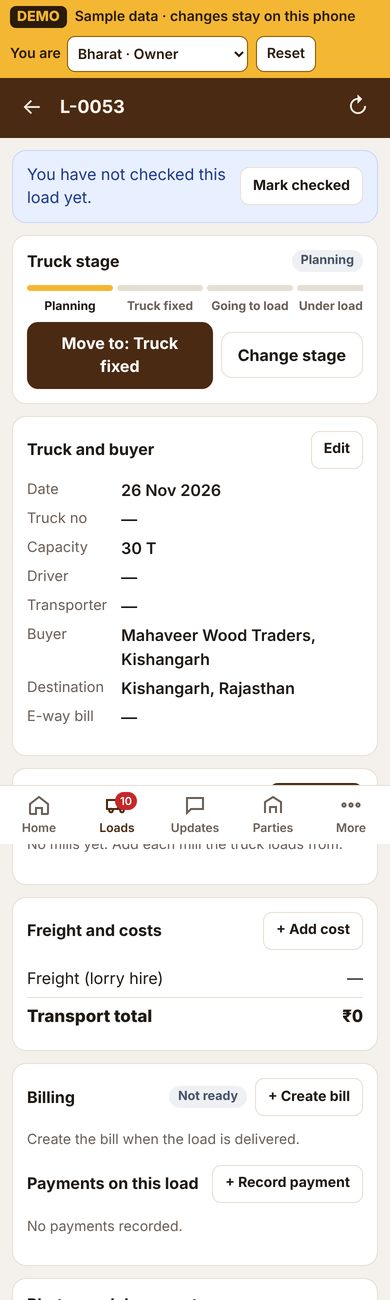 DEMO Sample data · changes stay on this phone
You are Bharat · Owner Reset
L-0053
You have not checked this
load yet.
Mark checked
Truck stage Planning
Planning Truck fixed Going to load Under load
Move to: Truck
fixed
Change stage
Truck and buyer Edit
Date 26 Nov 2026
Truck no —
Capacity 30 T
Driver —
Transporter —
Buyer Mahaveer Wood Traders,
Kishangarh
Destination Kishangarh, Rajasthan
E-way bill —
10
Home Loads Updates Parties More
No mills yet. Add each mill the truck loads from.
Freight and costs + Add cost
Freight (lorry hire) —
Transport total ₹0
Billing Not ready + Create bill
Create the bill when the load is delivered.
Payments on this load + Record payment
No payments recorded.